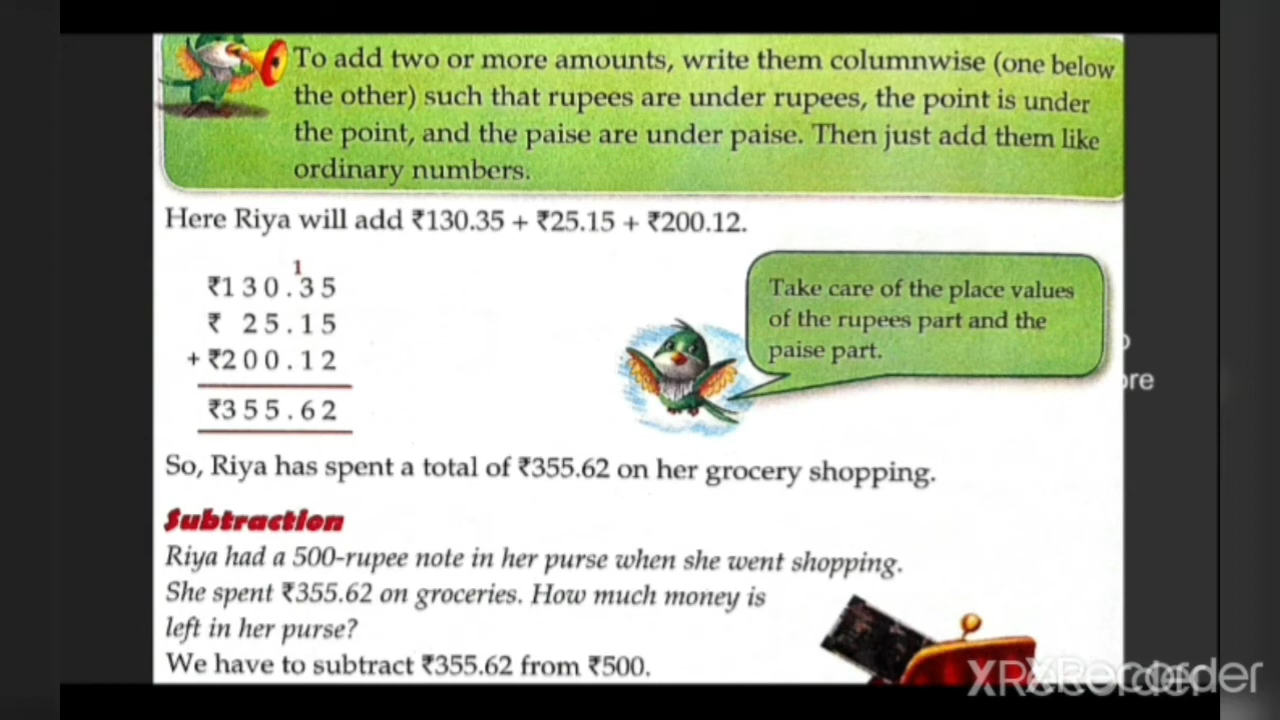 To add two or more amounts, write them columnwise (one below
the other) such that rupees are under rupees, the point is under
the point, and the paise are under paise. Then just add them like
ordinary numbers.
Here Riya will add ₹130.35 + ₹25.15 + ₹200.12.
1
₹130.35
₹ 25.15
+ ₹200.12
₹355.62
Take care of the place values
of the rupees part and the
paise part.
So, Riya has spent a total of ₹355.62 on her grocery shopping.
Subtraction
Riya had a 500-rupee note in her purse when she went shopping.
She spent ₹355.62 on groceries. How much money is
left in her purse?
We have to subtract ₹355.62 from ₹500.